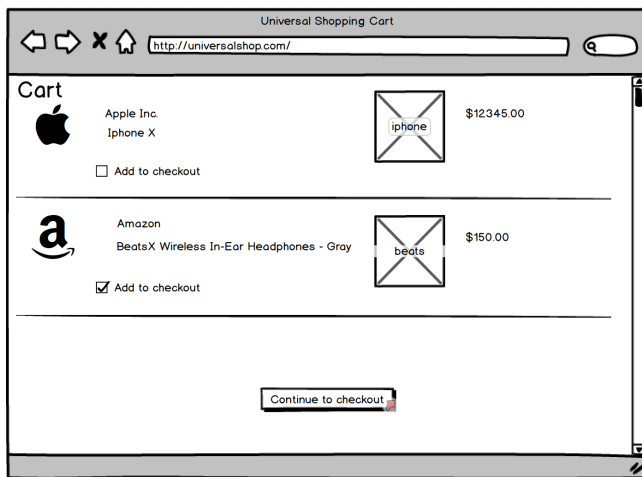 Universal Shopping Cart
http://universalshop.com/
Cart
Apple Inc.
Iphone X
iphone
$12345.00
Add to checkout
a
Amazon
BeatsX Wireless In-Ear Headphones - Gray
beats
$150.00
Add to checkout
Continue to checkout